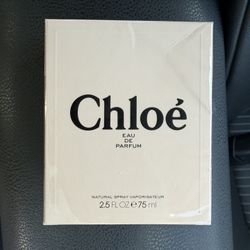 Chloé
EAU
DE
PARFUM
NATURAL SPRAY VAPORISATEUR
2.5 FL OZ e 75 ml